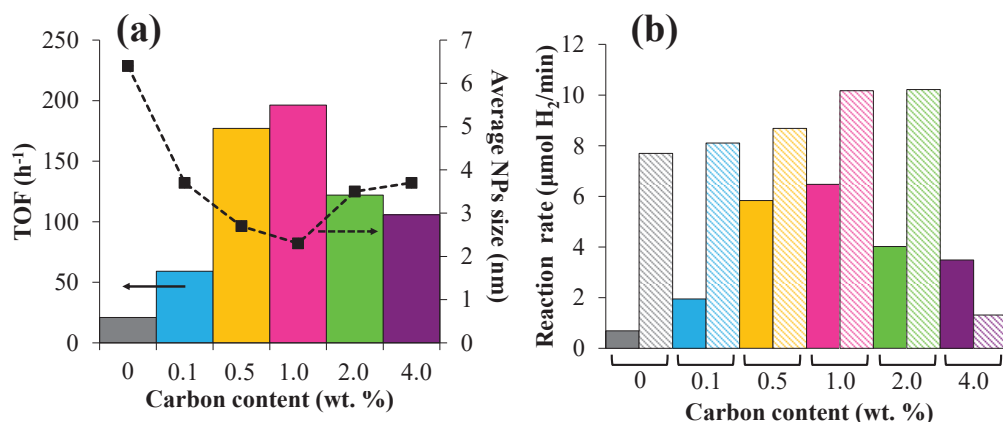 (a)
TOF (h⁻¹)
250
200
150
100
50
0
7
6
5
4
3
2
1
0
Average NPs size (nm)
0 0.1 0.5 1.0 2.0 4.0
Carbon content (wt. %)
(b)
Reaction rate (μmol H₂/min)
12
10
8
6
4
2
0
0 0.1 0.5 1.0 2.0 4.0
Carbon content (wt. %)